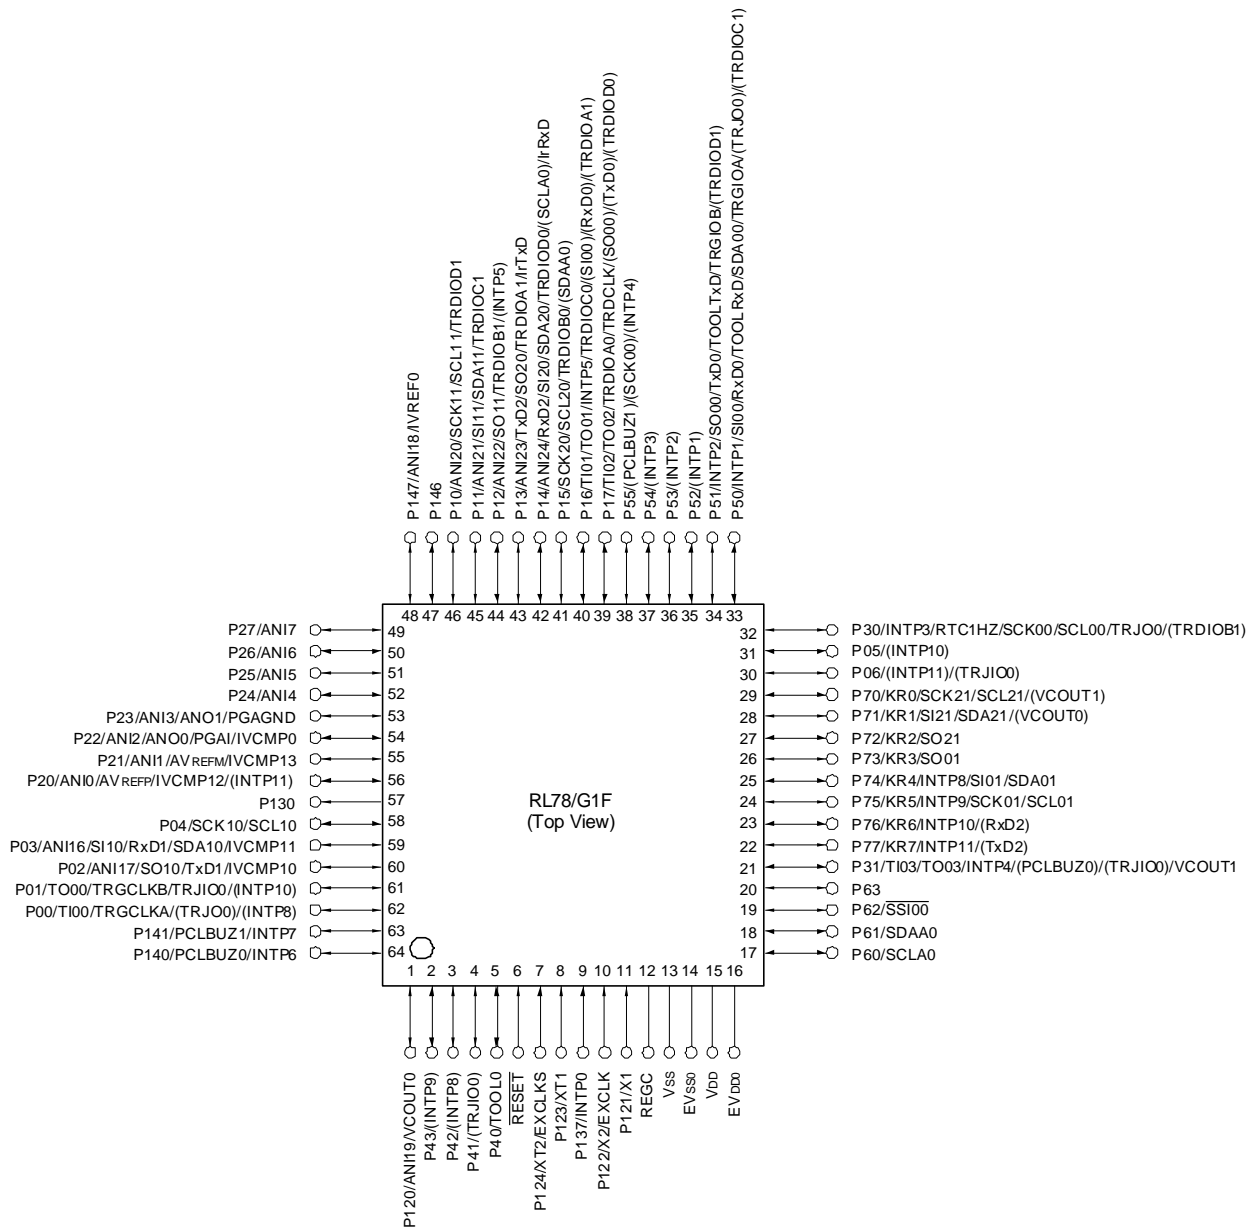 P147/ANI18/IVREF0
P146
P10/ANI20/SCK11/SCL11/TRDIOD1
P11/ANI21/SI11/SDA11/TRDIOC1
P12/ANI22/SO11/TRDIOB1/(INTP5)
P13/ANI23/TxD2/SO20/TRDIOA1/IrTxD
P14/ANI24/RxD2/SI20/SDA20/TRDIOD0/(SCLA0)/IrRxD
P15/SCK20/SCL20/TRDIOB0/(SDAA0)
P16/TI01/TO01/INTP5/TRDIOC0/(SI00)/(RxD0)/(TRDIOA1)
P17/TI02/TO02/TRDIOA0/TRDCLK/(SO00)/(TxD0)/(TRDIOD0)
P55/(PCLBUZ1)/(SCK00)/(INTP4)
P54/(INTP3)
P53/(INTP2)
P52/(INTP1)
P51/INTP2/SO00/TxD0/TOOLTxD/TRGIOB/(TRDIOD1)
P50/INTP1/SI00/RxD0/TOOLRxD/SDA00/TRGIOA/(TRJO0)/(TRDIOC1)
48 47 46 45 44 43 42 41 40 39 38 37 36 35 34 33
P27/ANI7 49
P26/ANI6 50
P25/ANI5 51
P24/ANI4 52
P23/ANI3/ANO1/PGAGND 53
P22/ANI2/ANO0/PGAI/IVCMP0 54
P21/ANI1/AVREFM/IVCMP13 55
P20/ANI0/AVREFP/IVCMP12/(INTP11) 56
P130 57
P04/SCK10/SCL10 58
P03/ANI16/SI10/RxD1/SDA10/IVCMP11 59
P02/ANI17/SO10/TxD1/IVCMP10 60
P01/TO00/TRGCLKB/TRJIO0/(INTP10) 61
P00/TI00/TRGCLKA/(TRJO0)/(INTP8) 62
P141/PCLBUZ1/INTP7 63
P140/PCLBUZ0/INTP6 64
RL78/G1F
(Top View)
32 P30/INTP3/RTC1HZ/SCK00/SCL00/TRJO0/(TRDIOB1)
31 P05/(INTP10)
30 P06/(INTP11)/(TRJIO0)
29 P70/KR0/SCK21/SCL21/(VCOUT1)
28 P71/KR1/SI21/SDA21/(VCOUT0)
27 P72/KR2/SO21
26 P73/KR3/SO01
25 P74/KR4/INTP8/SI01/SDA01
24 P75/KR5/INTP9/SCK01/SCL01
23 P76/KR6/INTP10/(RxD2)
22 P77/KR7/INTP11/(TxD2)
21 P31/TI03/TO03/INTP4/(PCLBUZ0)/(TRJIO0)/VCOUT1
20 P63
19 P62/SSI00
18 P61/SDAA0
17 P60/SCLA0
1 2 3 4 5 6 7 8 9 10 11 12 13 14 15 16
P120/ANI19/VCOUT0
P43/(INTP9)
P42/(INTP8)
P41/(TRJIO0)
P40/TOOL0
RESET
P124/XT2/EXCLKS
P123/XT1
P137/INTP0
P122/X2/EXCLK
P121/X1
REGC
VSS
EVSS0
VDD
EVDD0